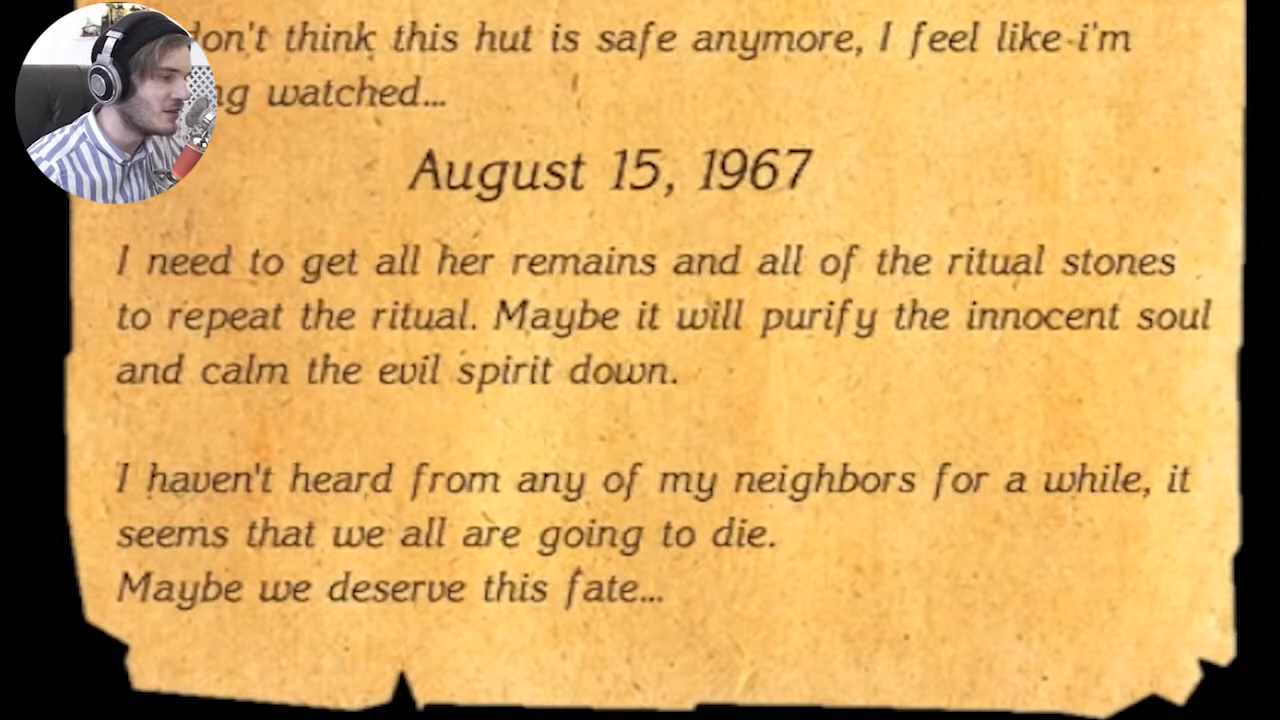 don't think this hut is safe anymore, I feel like i'm
watched...
August 15, 1967
I need to get all her remains and all of the ritual stones
to repeat the ritual. Maybe it will purify the innocent soul
and calm the evil spirit down.
I haven't heard from any of my neighbors for a while, it
seems that we all are going to die.
Maybe we deserve this fate...